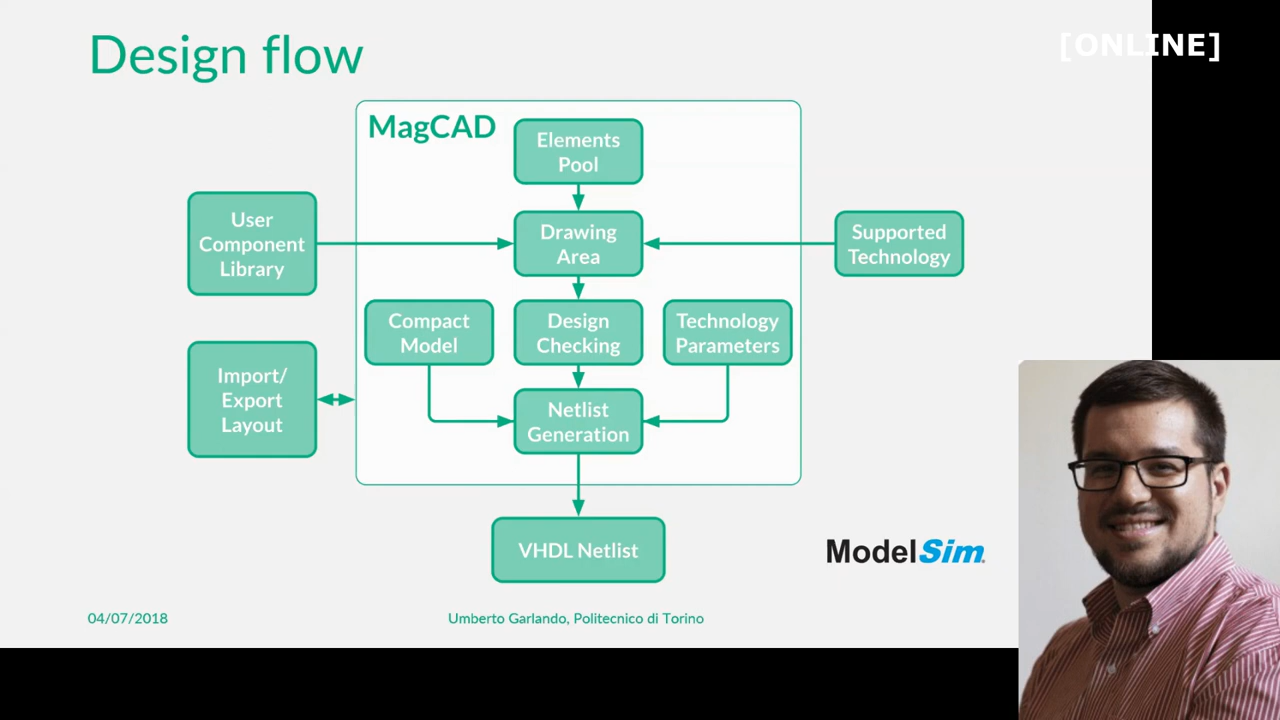 Design flow
[ONLINE]
MagCAD
Elements
Pool
User
Component
Library
Drawing
Area
Supported
Technology
Compact
Model
Design
Checking
Technology
Parameters
Import/
Export
Layout
Netlist
Generation
VHDL Netlist
ModelSim
04/07/2018
Umberto Garlando, Politecnico di Torino